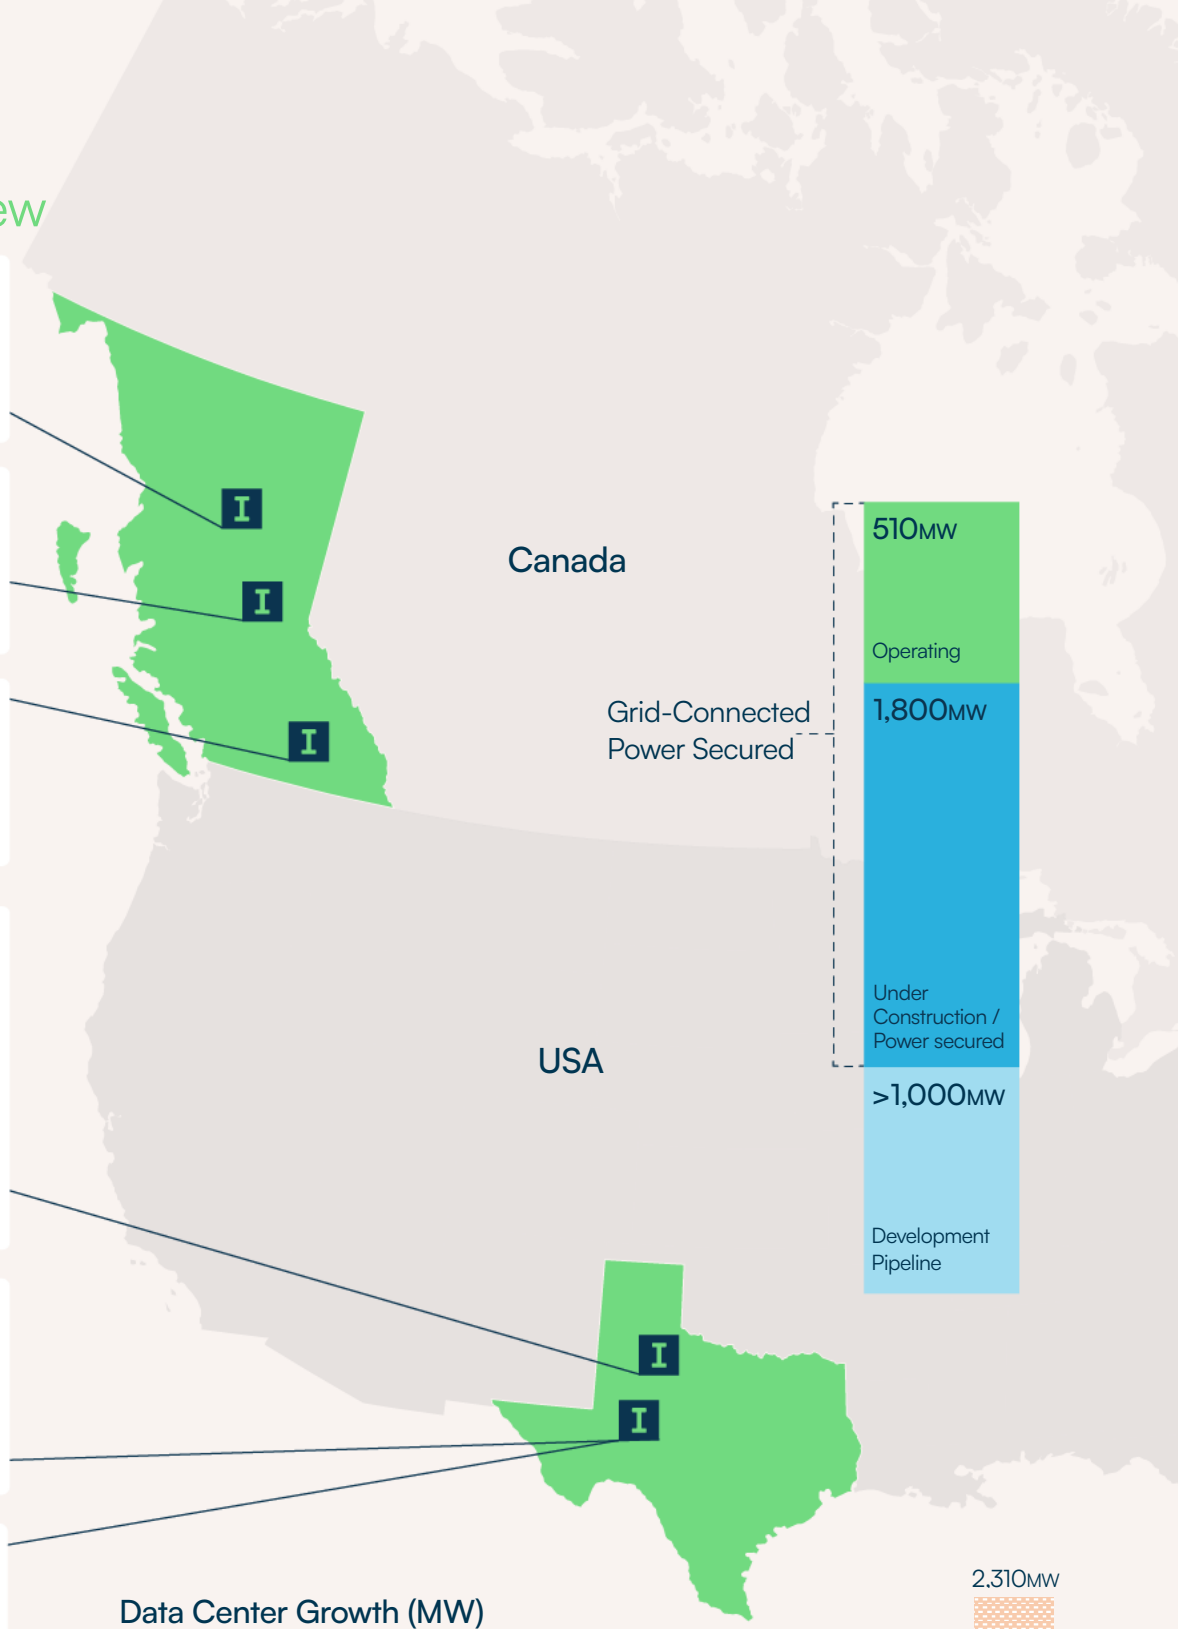 ew
Canada
510MW
Operating
Grid-Connected
Power Secured
1,800MW
Under
Construction /
Power secured
USA
>1,000MW
Development
Pipeline
Data Center Growth (MW)
2,310MW